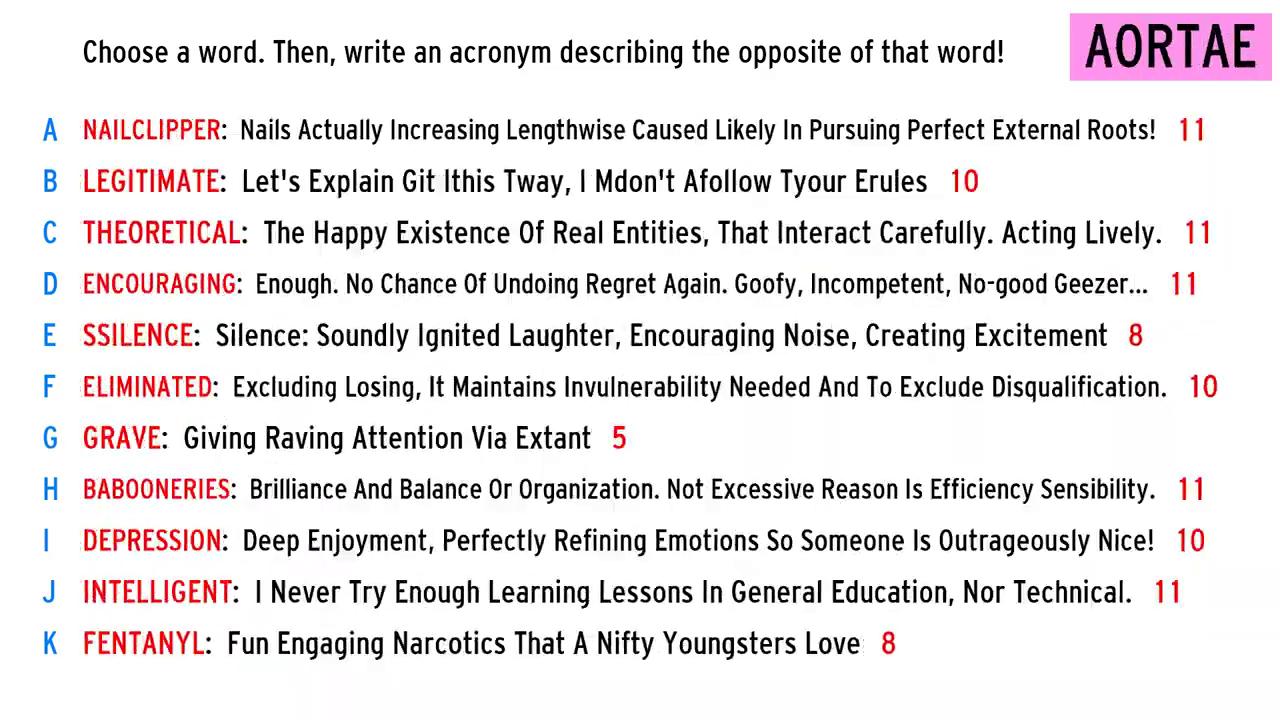 Choose a word. Then, write an acronym describing the opposite of that word!
AORTAE
A NAILCLIPPER: Nails Actually Increasing Lengthwise Caused Likely In Pursuing Perfect External Roots! 11
B LEGITIMATE: Let's Explain Git Ithis Tway, I Mdon't Afollow Tyour Erules 10
C THEORETICAL: The Happy Existence Of Real Entities, That Interact Carefully. Acting Lively. 11
D ENCOURAGING: Enough. No Chance Of Undoing Regret Again. Goofy, Incompetent, No-good Geezer... 11
E SSILENCE: Silence: Soundly Ignited Laughter, Encouraging Noise, Creating Excitement 8
F ELIMINATED: Excluding Losing, It Maintains Invulnerability Needed And To Exclude Disqualification. 10
G GRAVE: Giving Raving Attention Via Extant 5
H BABOONERIES: Brilliance And Balance Or Organization. Not Excessive Reason Is Efficiency Sensibility. 11
I DEPRESSION: Deep Enjoyment, Perfectly Refining Emotions So Someone Is Outrageously Nice! 10
J INTELLIGENT: I Never Try Enough Learning Lessons In General Education, Nor Technical. 11
K FENTANYL: Fun Engaging Narcotics That A Nifty Youngsters Love 8